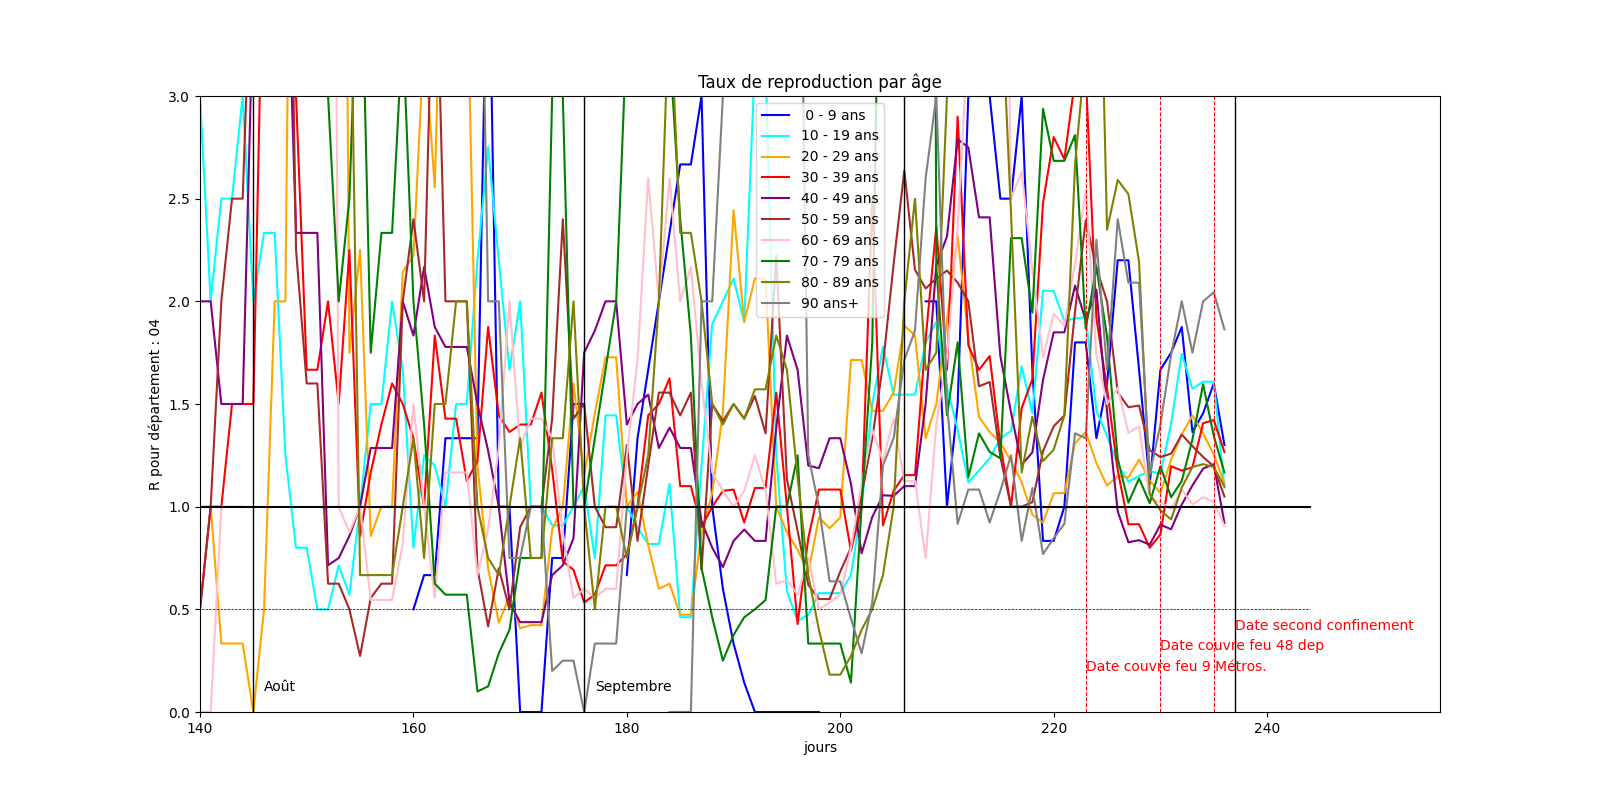 Taux de reproduction par âge
R pour département : 04
3.0
2.5
2.0
1.5
1.0
0.5
0.0
0 - 9 ans
10 - 19 ans
20 - 29 ans
30 - 39 ans
40 - 49 ans
50 - 59 ans
60 - 69 ans
70 - 79 ans
80 - 89 ans
90 ans+
Date second confinement
Date couvre feu 48 dep
Date couvre feu 9 Métros.
Août
Septembre
140
160
180
200
220
240
jours